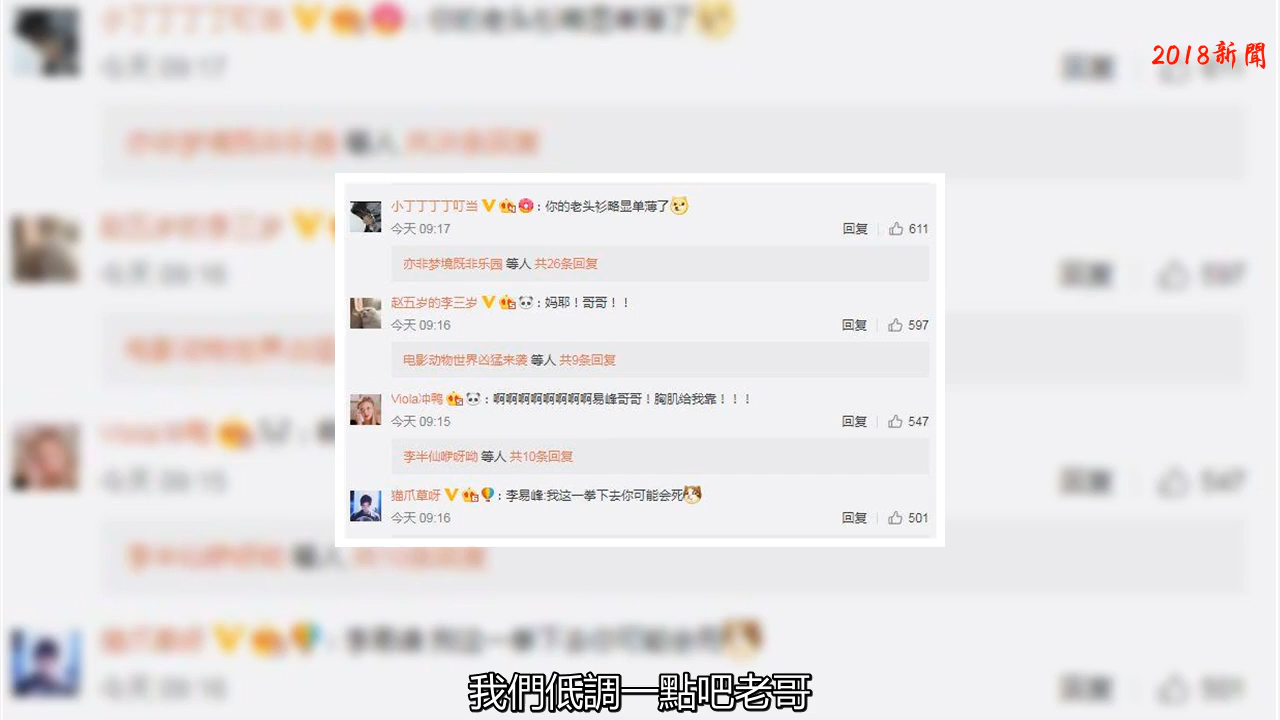 2018新聞
小丁丁丁丁叮当：你的老头衫略显单薄了
今天 09:17 回复 611
亦非梦境既非乐园 等人 共26条回复
赵五岁的李三岁：妈耶！哥哥！！
今天 09:16 回复 597
电影动物世界凶猛来袭 等人 共9条回复
Viola冲鸭：啊啊啊啊啊啊啊啊易峰哥哥！胸肌给我靠！！！
今天 09:15 回复 547
李半仙咿呀呦 等人 共10条回复
猫爪草呀：李易峰:我这一拳下去你可能会死
今天 09:16 回复 501
我們低調一點吧老哥